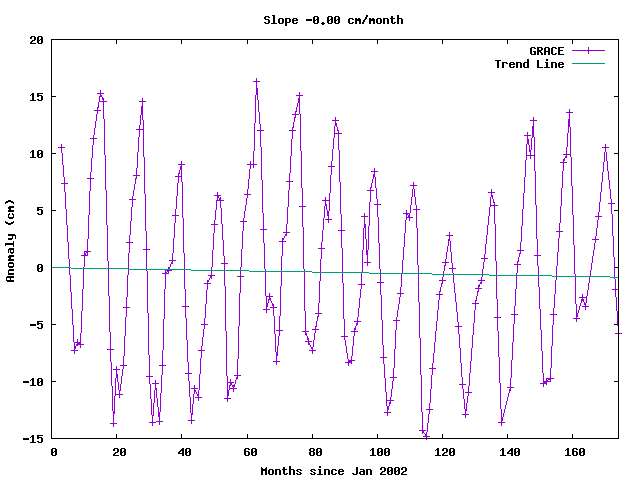 Slope -0.00 cm/month
20
GRACE
Trend Line
15
10
5
0
-5
-10
-15
Anomaly (cm)
0 20 40 60 80 100 120 140 160
Months since Jan 2002